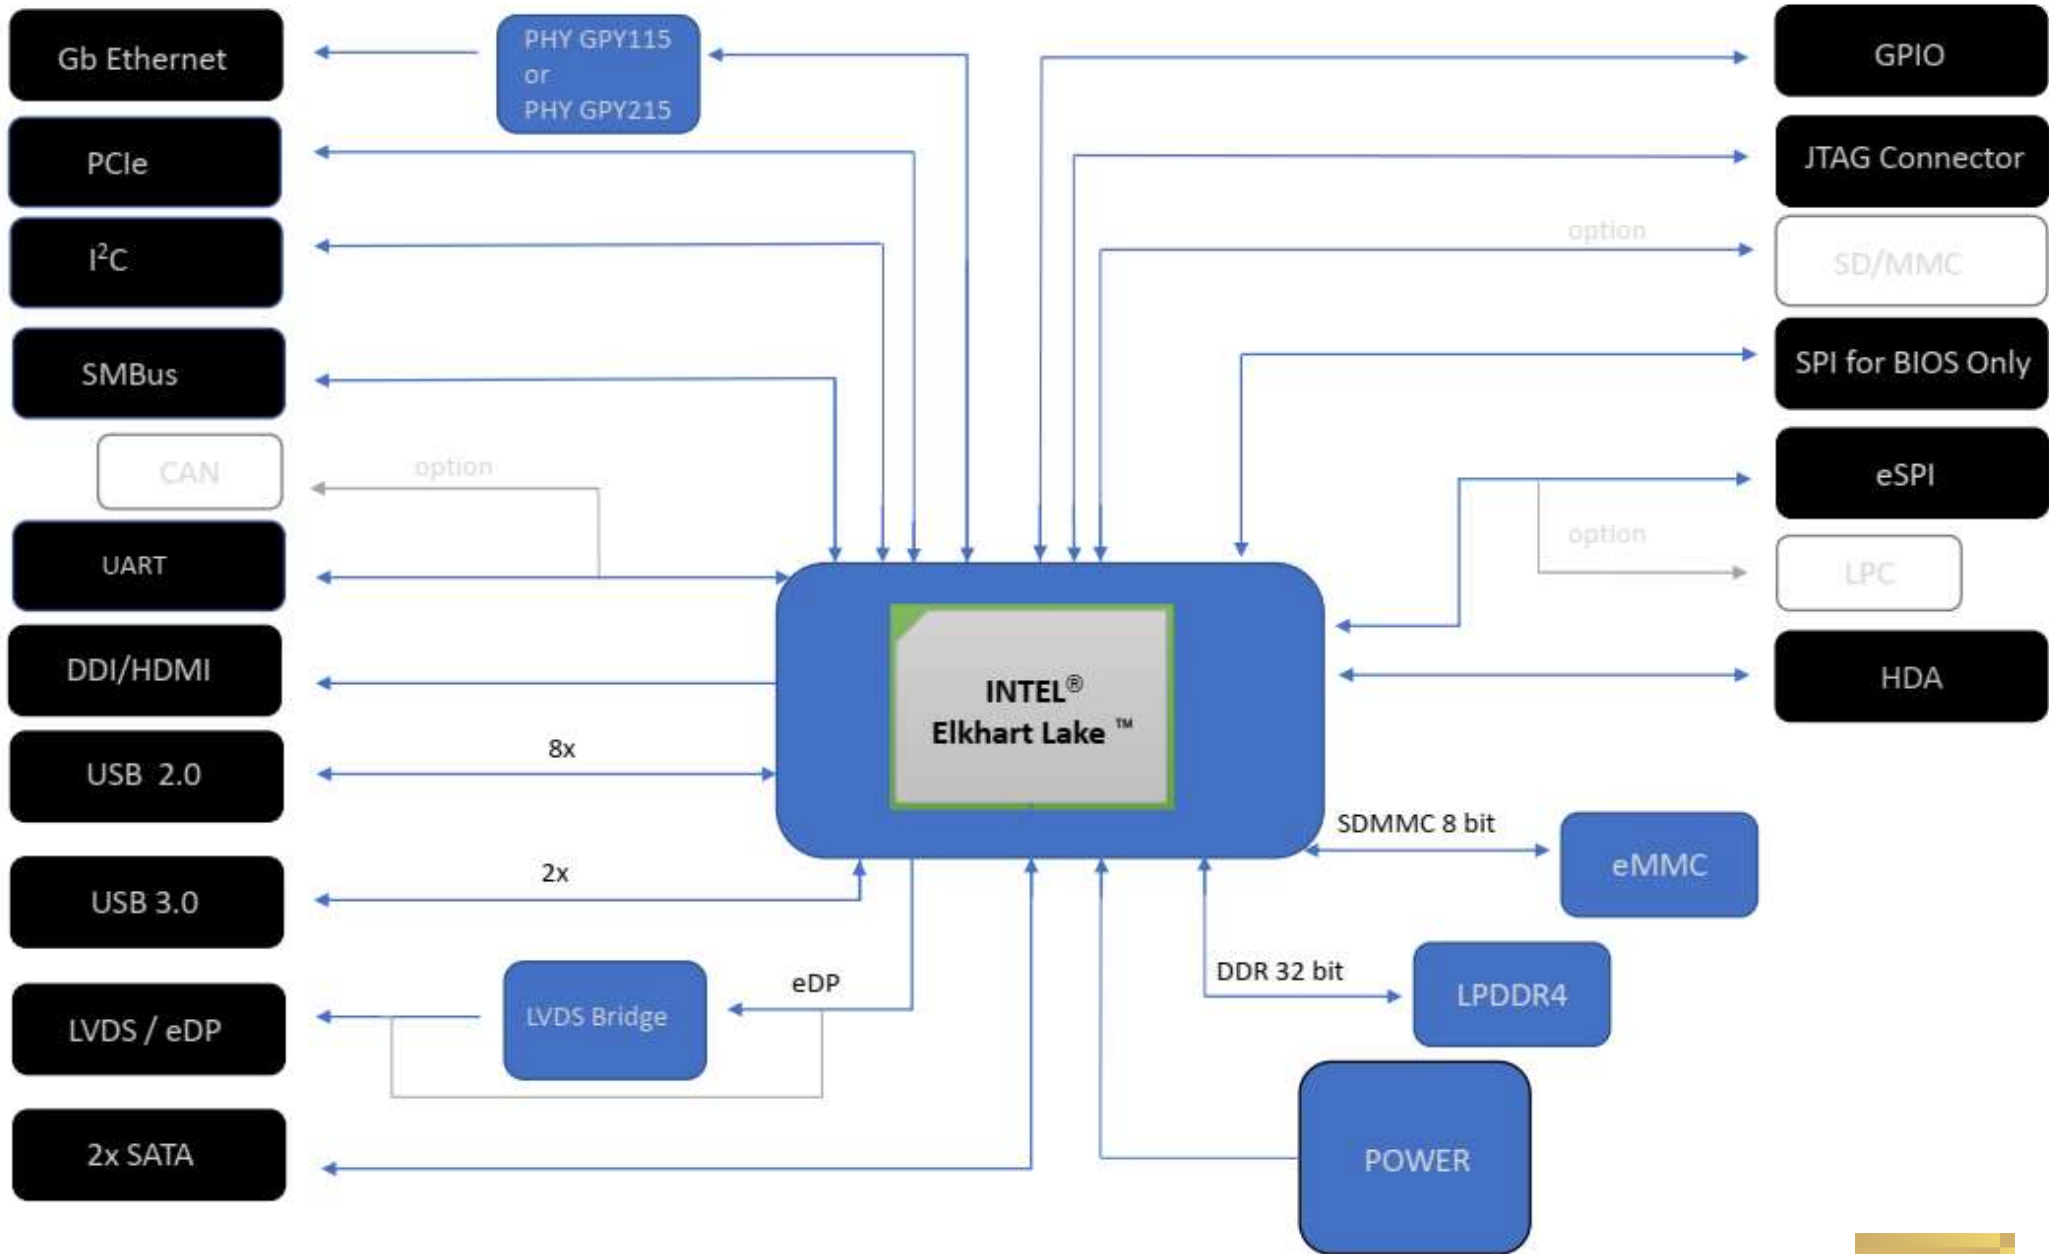 Gb Ethernet
PHY GPY115
or
PHY GPY215
GPIO
PCIe
JTAG Connector
I²C
option
SD/MMC
SMBus
SPI for BIOS Only
CAN
option
eSPI
UART
option
LPC
DDI/HDMI
HDA
INTEL®
Elkhart Lake ™
USB 2.0
8x
SDMMC 8 bit
eMMC
USB 3.0
2x
LVDS / eDP
LVDS Bridge
eDP
DDR 32 bit
LPDDR4
2x SATA
POWER